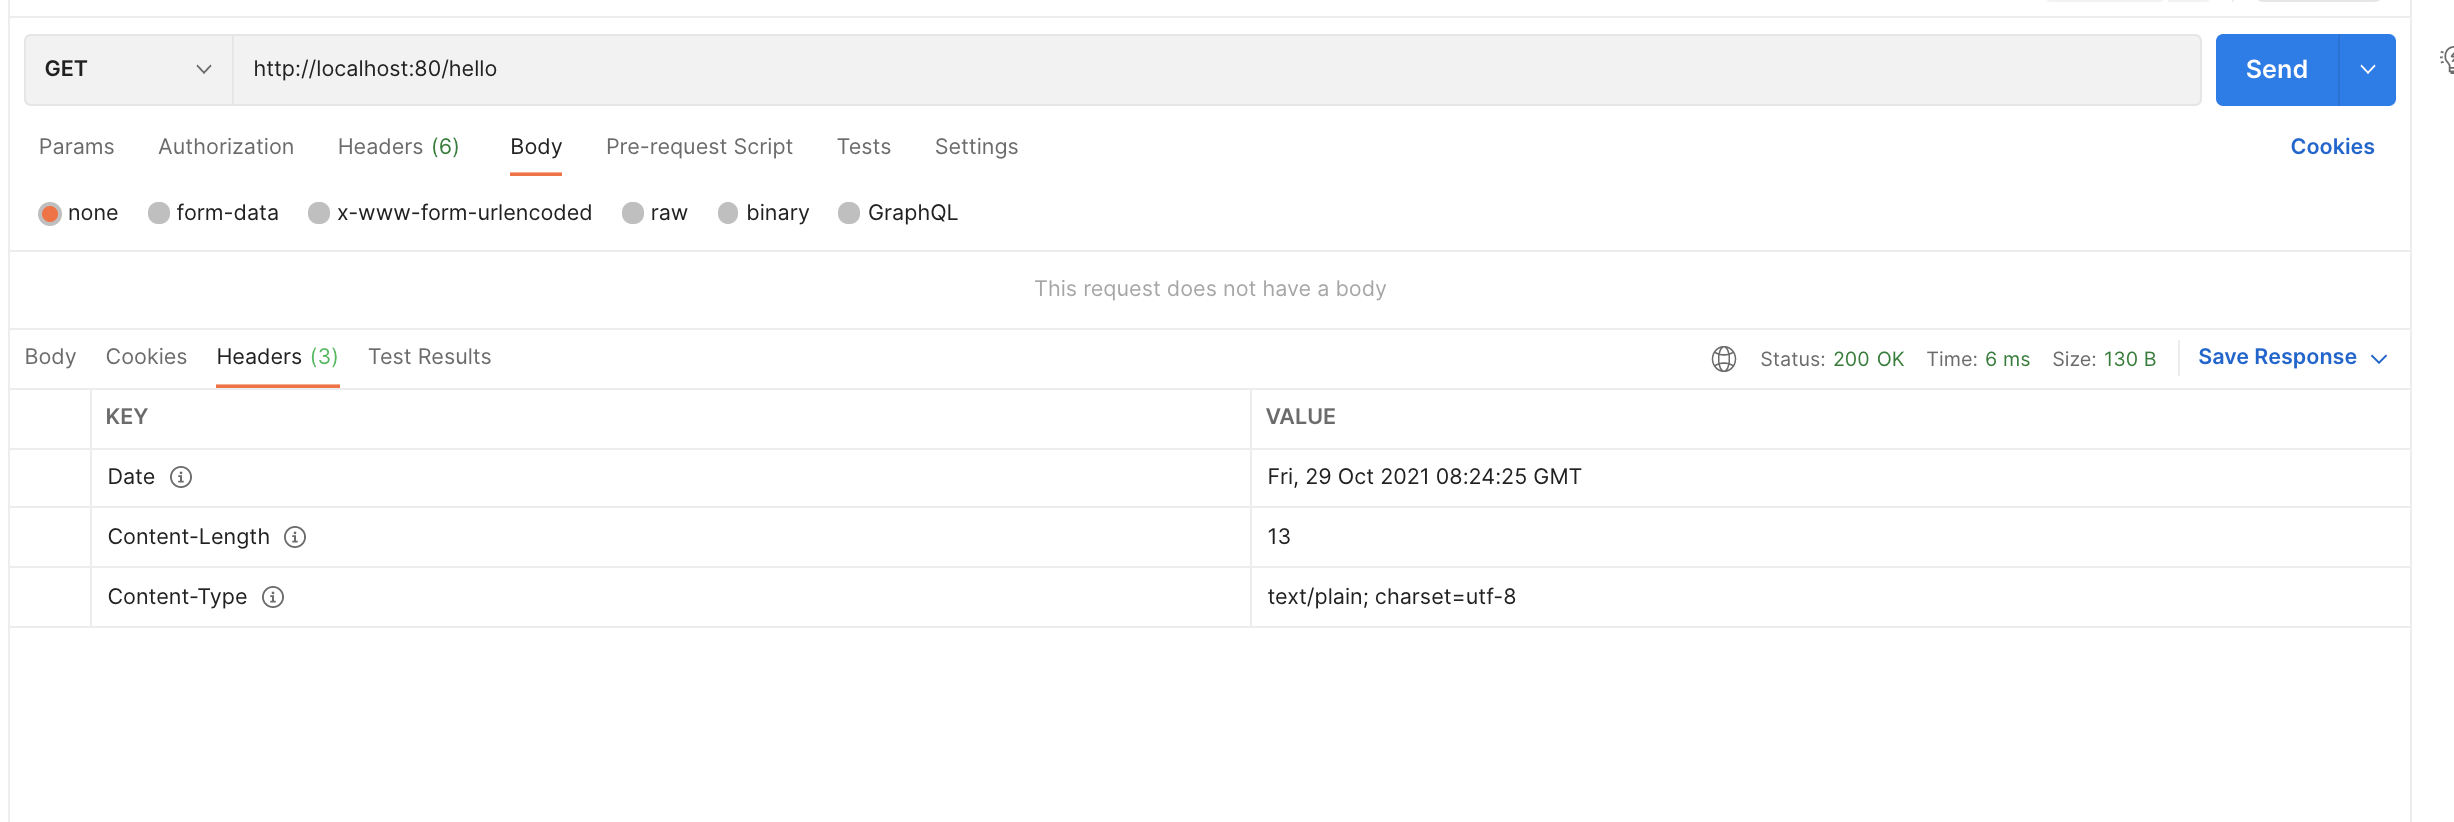 GET http://localhost:80/hello Send
Params Authorization Headers (6) Body Pre-request Script Tests Settings Cookies
none form-data x-www-form-urlencoded raw binary GraphQL
This request does not have a body
Body Cookies Headers (3) Test Results Status: 200 OK Time: 6 ms Size: 130 B Save Response
KEY VALUE
Date Fri, 29 Oct 2021 08:24:25 GMT
Content-Length 13
Content-Type text/plain; charset=utf-8